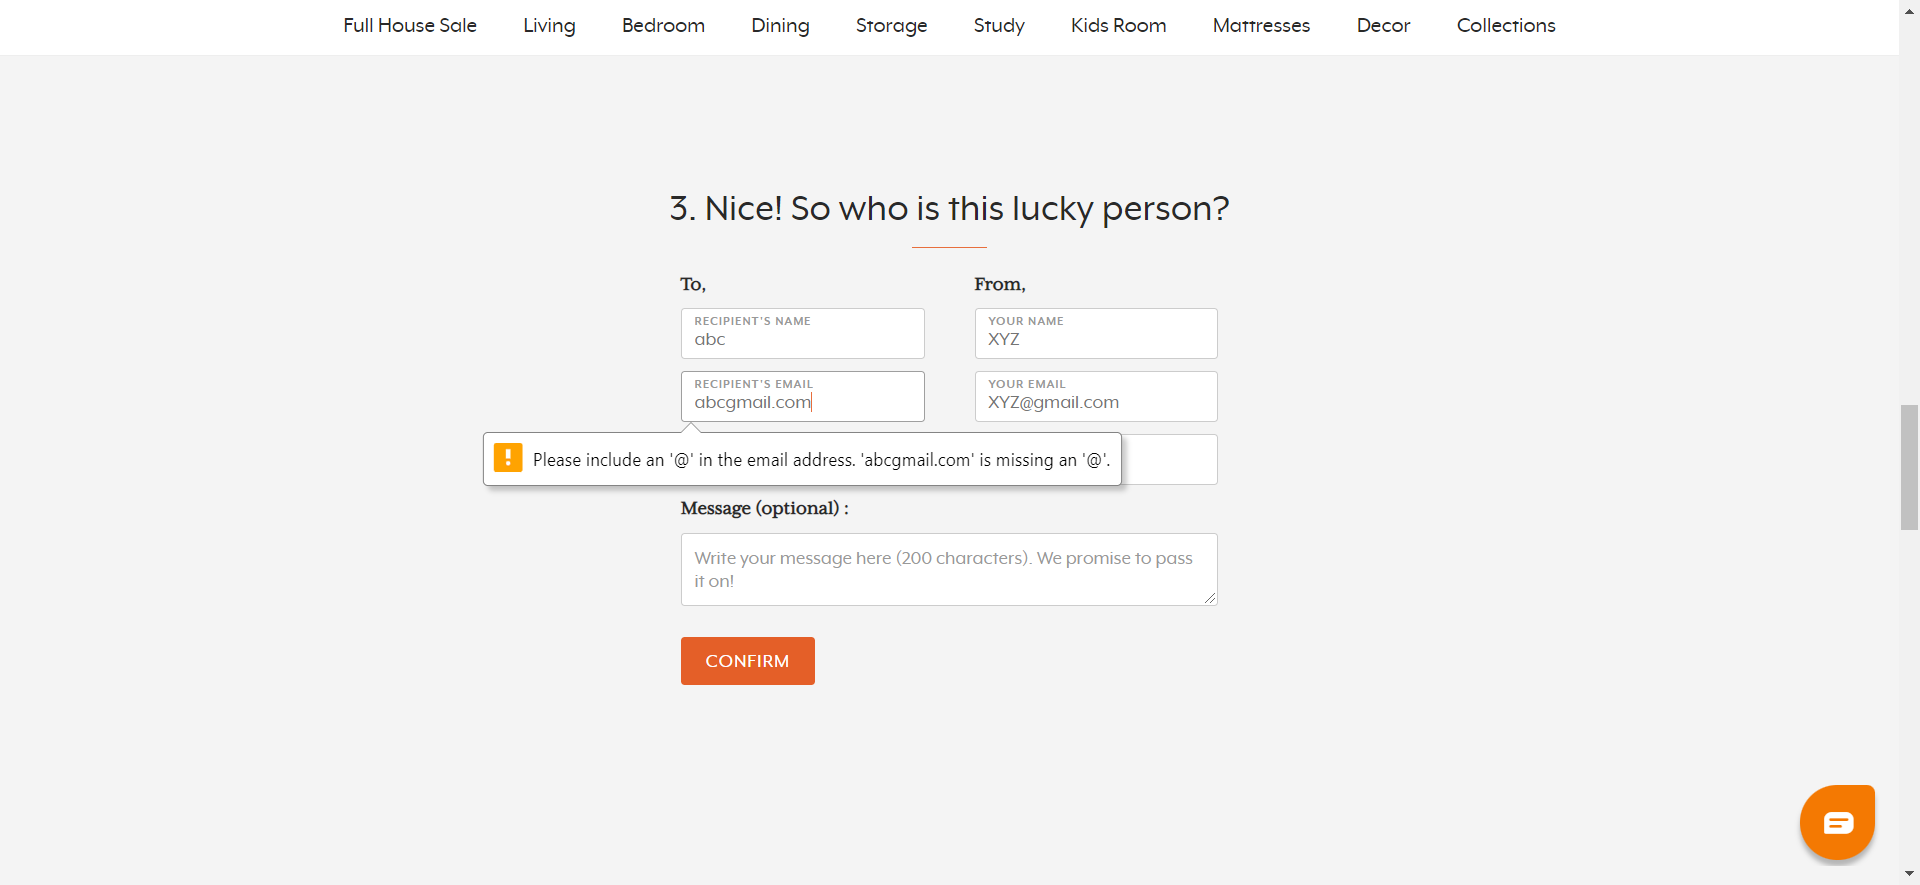 Full House Sale Living Bedroom Dining Storage Study Kids Room Mattresses Decor Collections
3. Nice! So who is this lucky person?
To, From,
RECIPIENT'S NAME YOUR NAME
abc XYZ
RECIPIENT'S EMAIL YOUR EMAIL
abcgmail.com XYZ@gmail.com
Please include an '@' in the email address. 'abcgmail.com' is missing an '@'.
Message (optional) :
Write your message here (200 characters). We promise to pass
it on!
CONFIRM